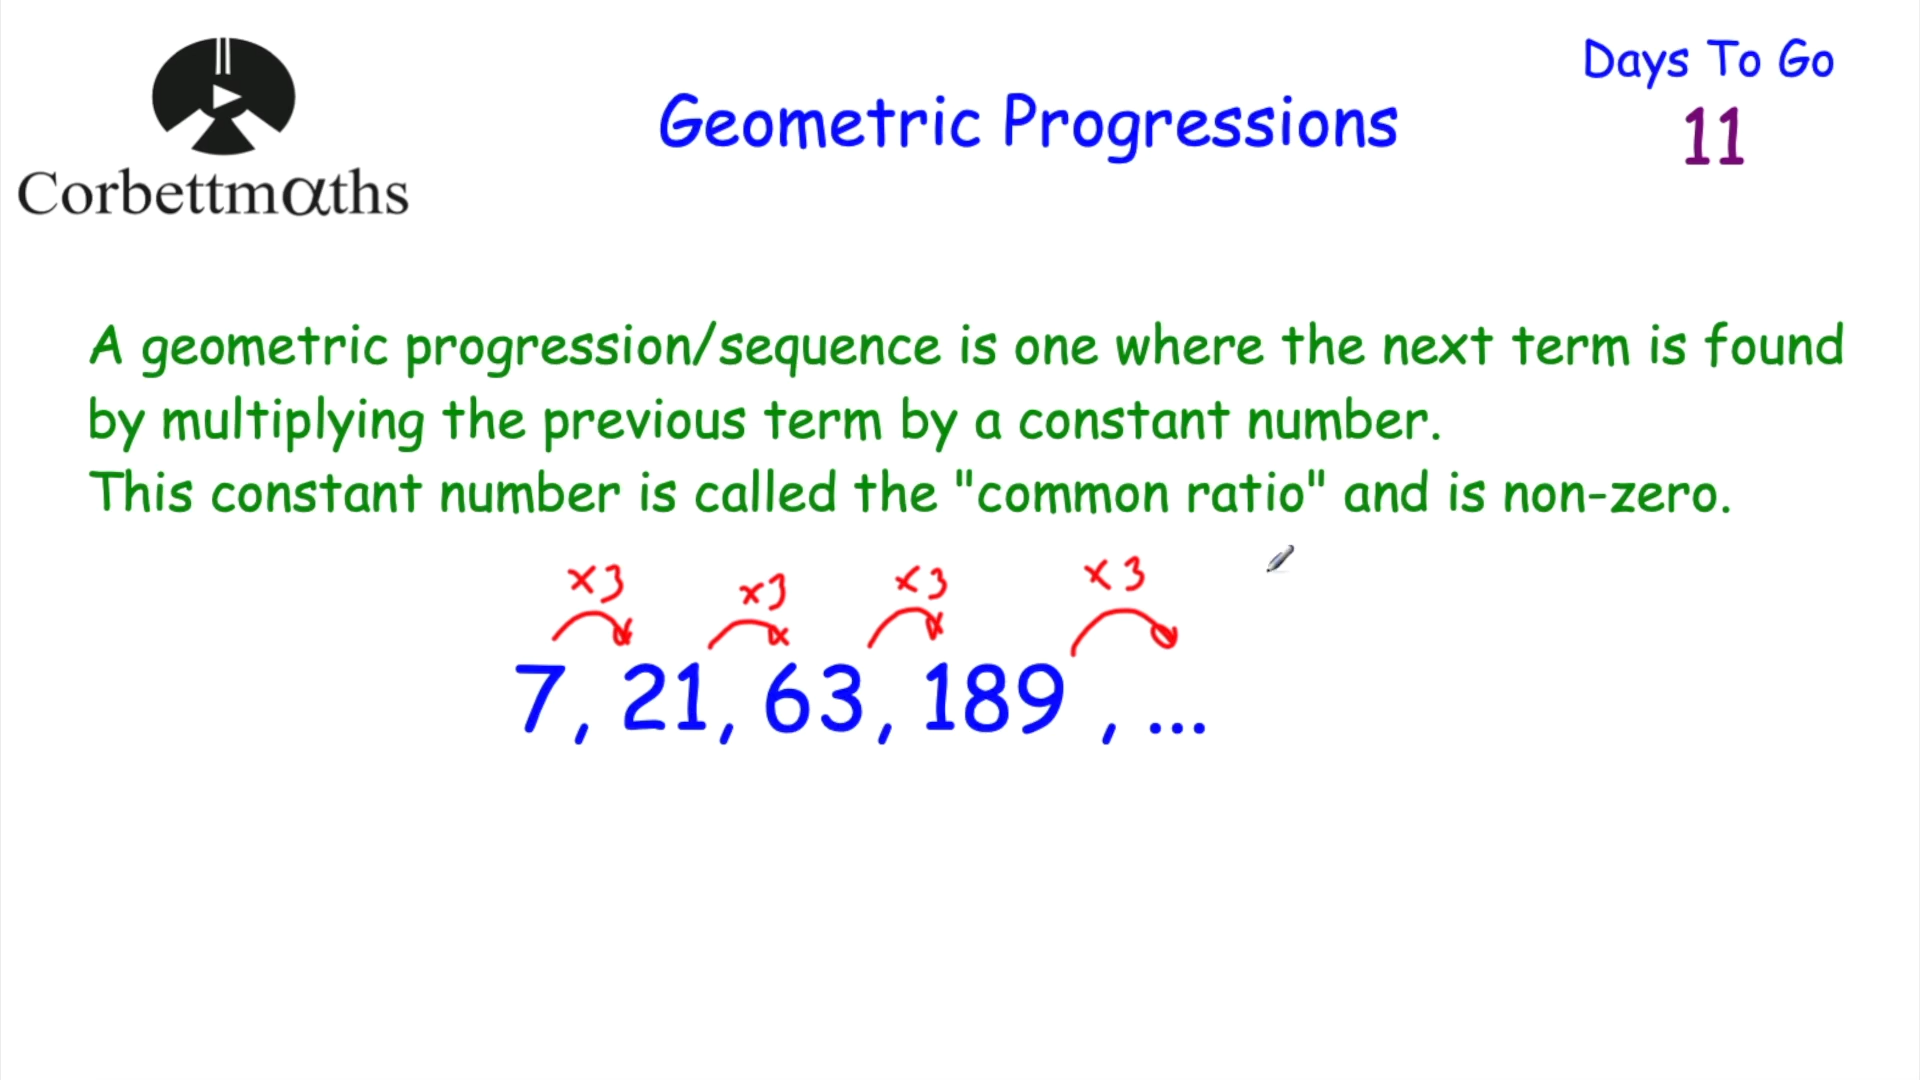 Corbettmαths
Geometric Progressions
Days To Go
11
A geometric progression/sequence is one where the next term is found
by multiplying the previous term by a constant number.
This constant number is called the "common ratio" and is non-zero.
×3 ×3 ×3 ×3
7, 21, 63, 189 , ...